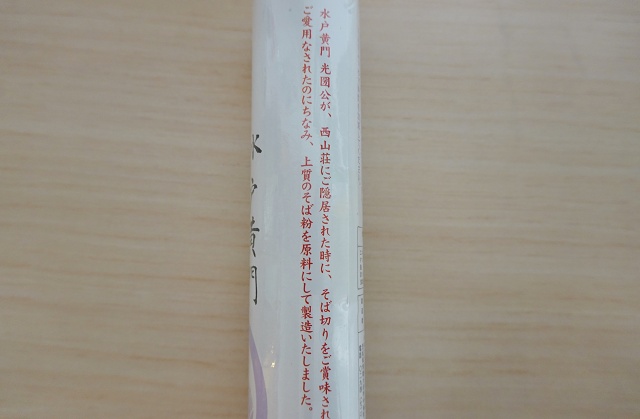 水戸黄門 光圀公が、西山荘にご隠居された時に、そば切りをご賞味され
ご愛用なされたのにちなみ、上質のそば粉を原料にして製造いたしました。
水戸黄門